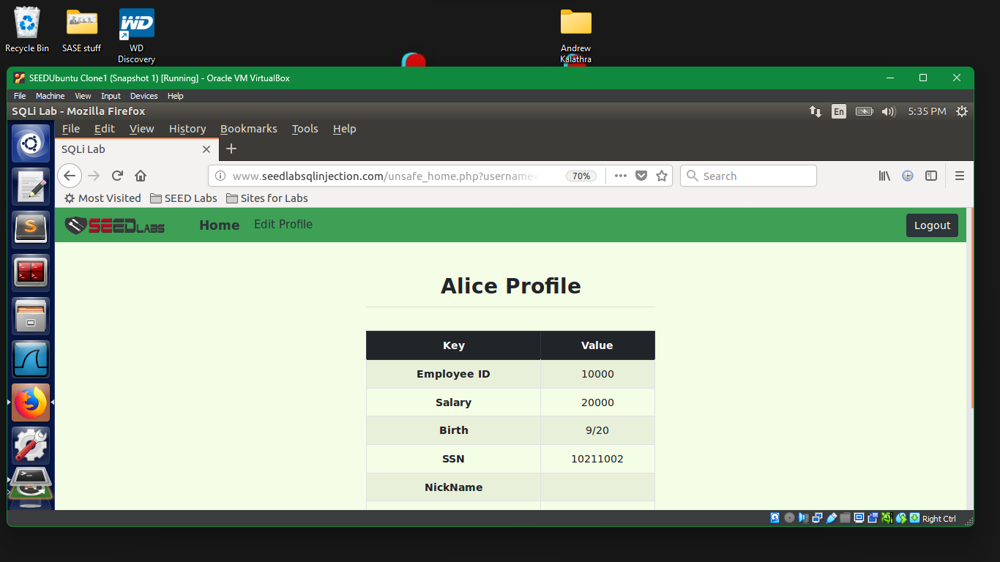 Recycle Bin
SASE stuff
WD
Discovery
Andrew
Kalathra
SEEDUbuntu Clone1 (Snapshot 1) [Running] - Oracle VM VirtualBox
File Machine View Input Devices Help
SQLi Lab - Mozilla Firefox
En
5:35 PM
File Edit View History Bookmarks Tools Help
SQLi Lab
www.seedlabsqlinjection.com/unsafe_home.php?username=
70%
Search
Most Visited SEED Labs Sites for Labs
SEEDLABS
Home Edit Profile
Logout
Alice Profile
Key Value
Employee ID 10000
Salary 20000
Birth 9/20
SSN 10211002
NickName
Right Ctrl